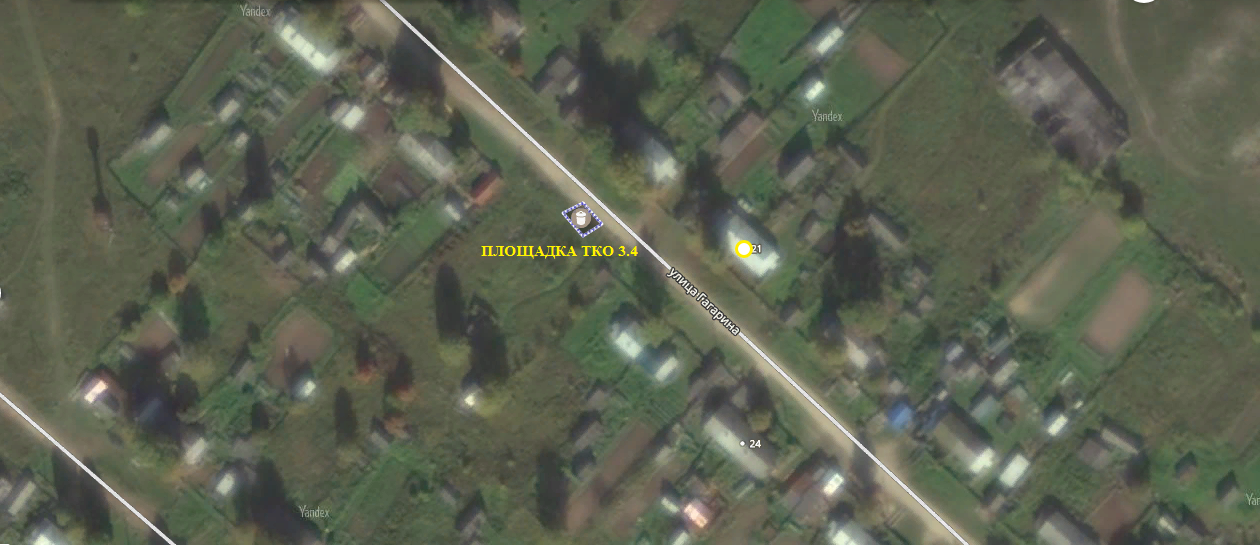 Yandex
Yandex
ПЛОЩАДКА ТКО 3.4
21
улица Гагарина
24
Yandex